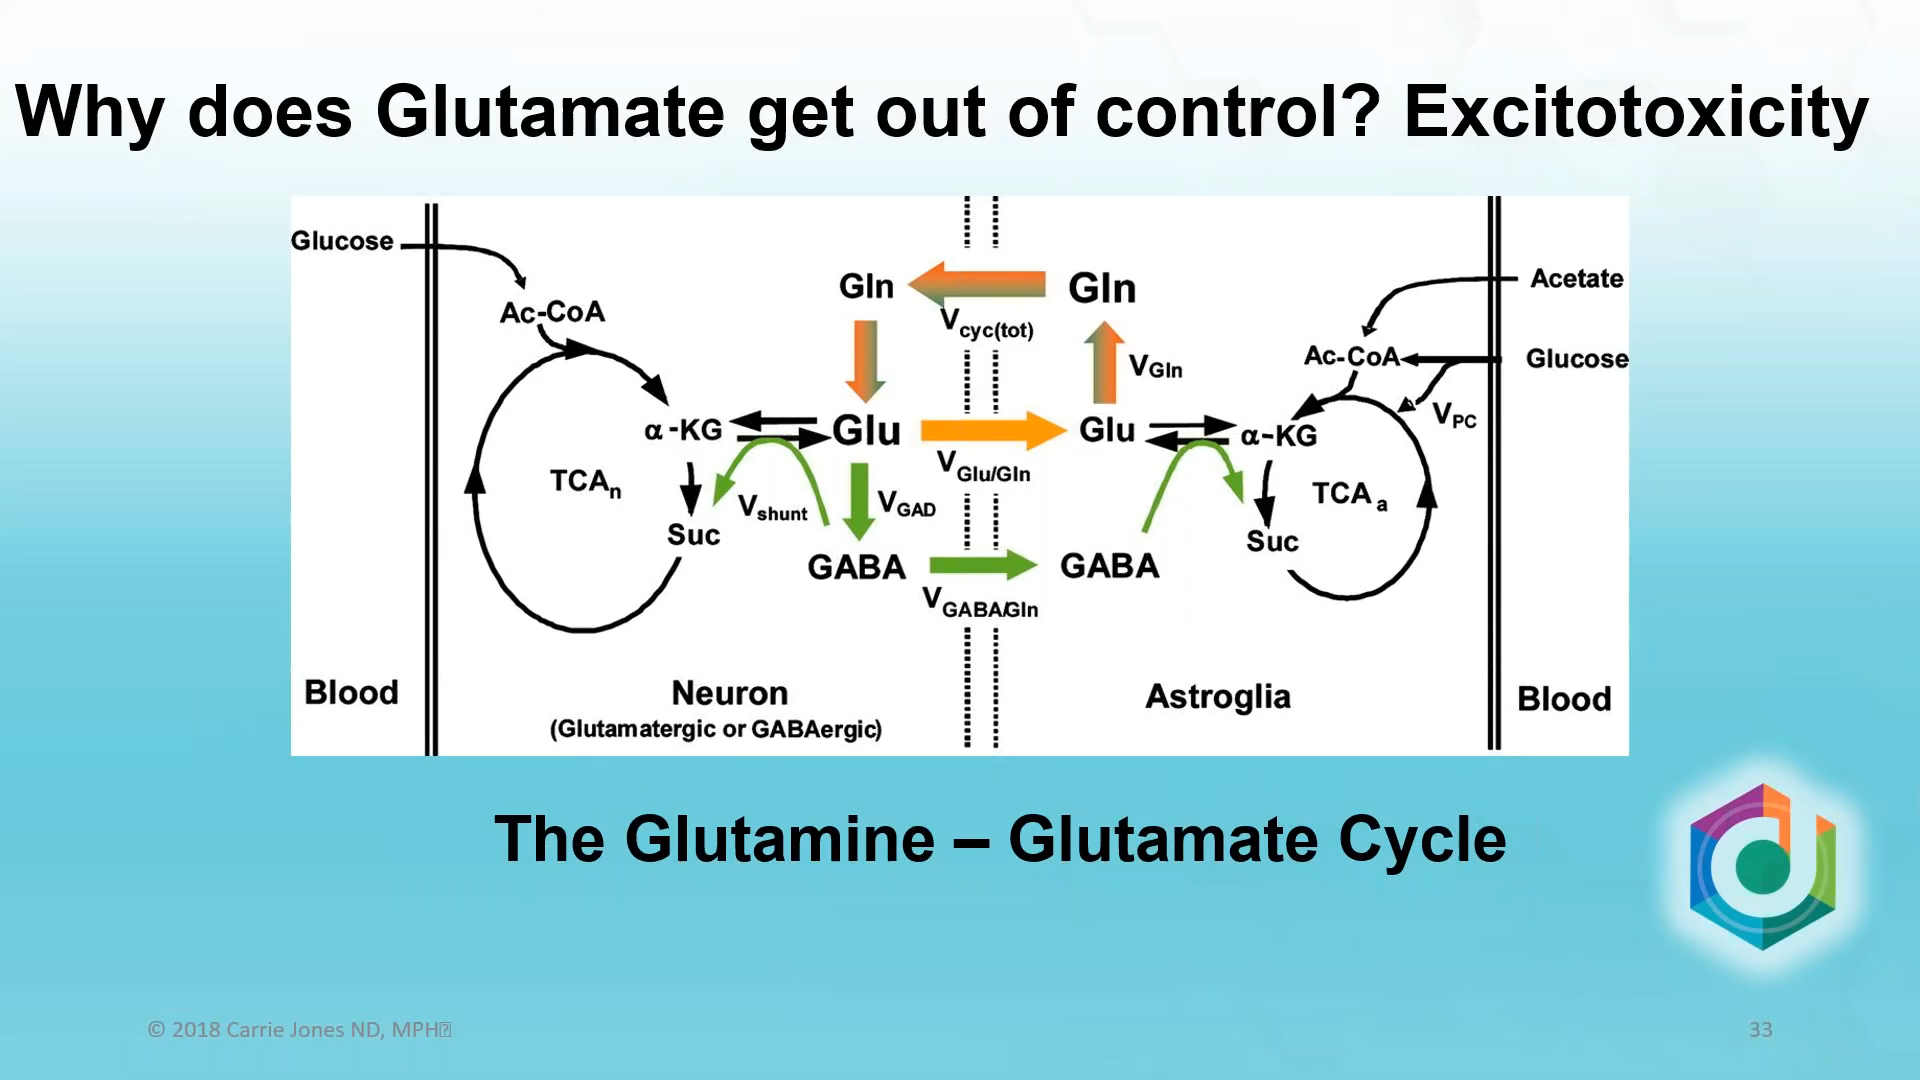 Why does Glutamate get out of control? Excitotoxicity
Glucose
Ac-CoA
Gln
Gln
Vcyc(tot)
VGln
Acetate
Ac-CoA
Glucose
VPC
α-KG
Glu
Glu
α-KG
VGlu/Gln
TCAn
Vshunt
VGAD
TCAa
Suc
Suc
GABA
GABA
VGABA/Gln
Blood
Neuron
(Glutamatergic or GABAergic)
Astroglia
Blood
The Glutamine – Glutamate Cycle
© 2018 Carrie Jones ND, MPH
33